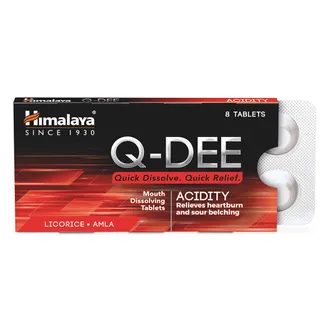 ACIDITY
8 TABLETS
Himalaya
SINCE 1930
Q-DEE
Quick Dissolve. Quick Relief.
Mouth
Dissolving
Tablets
ACIDITY
Relieves heartburn
and sour belching
LICORICE • AMLA